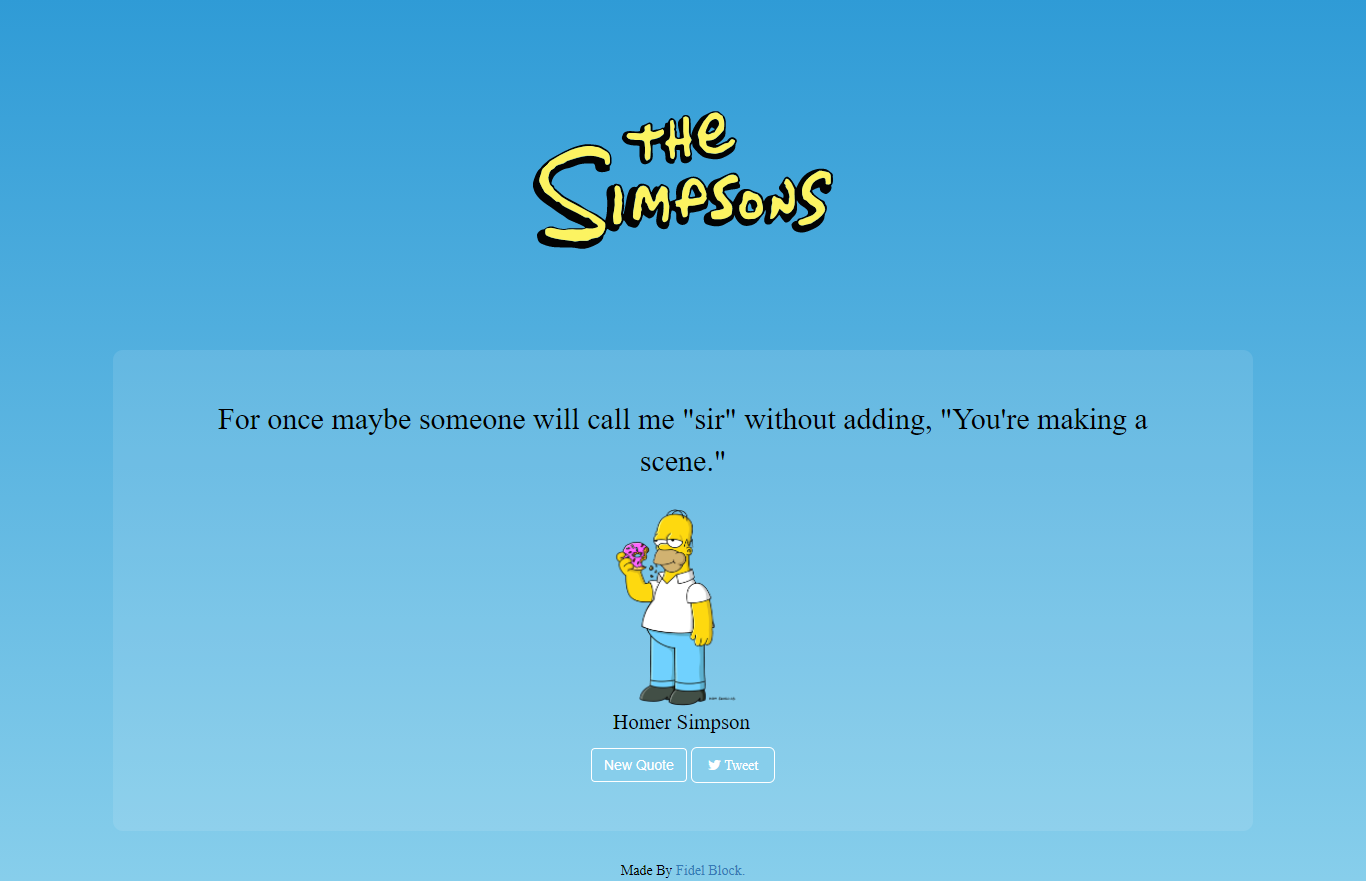 THe
SIMPSONS
For once maybe someone will call me "sir" without adding, "You're making a
scene."
Homer Simpson
New Quote
Tweet
Made By Fidel Block.